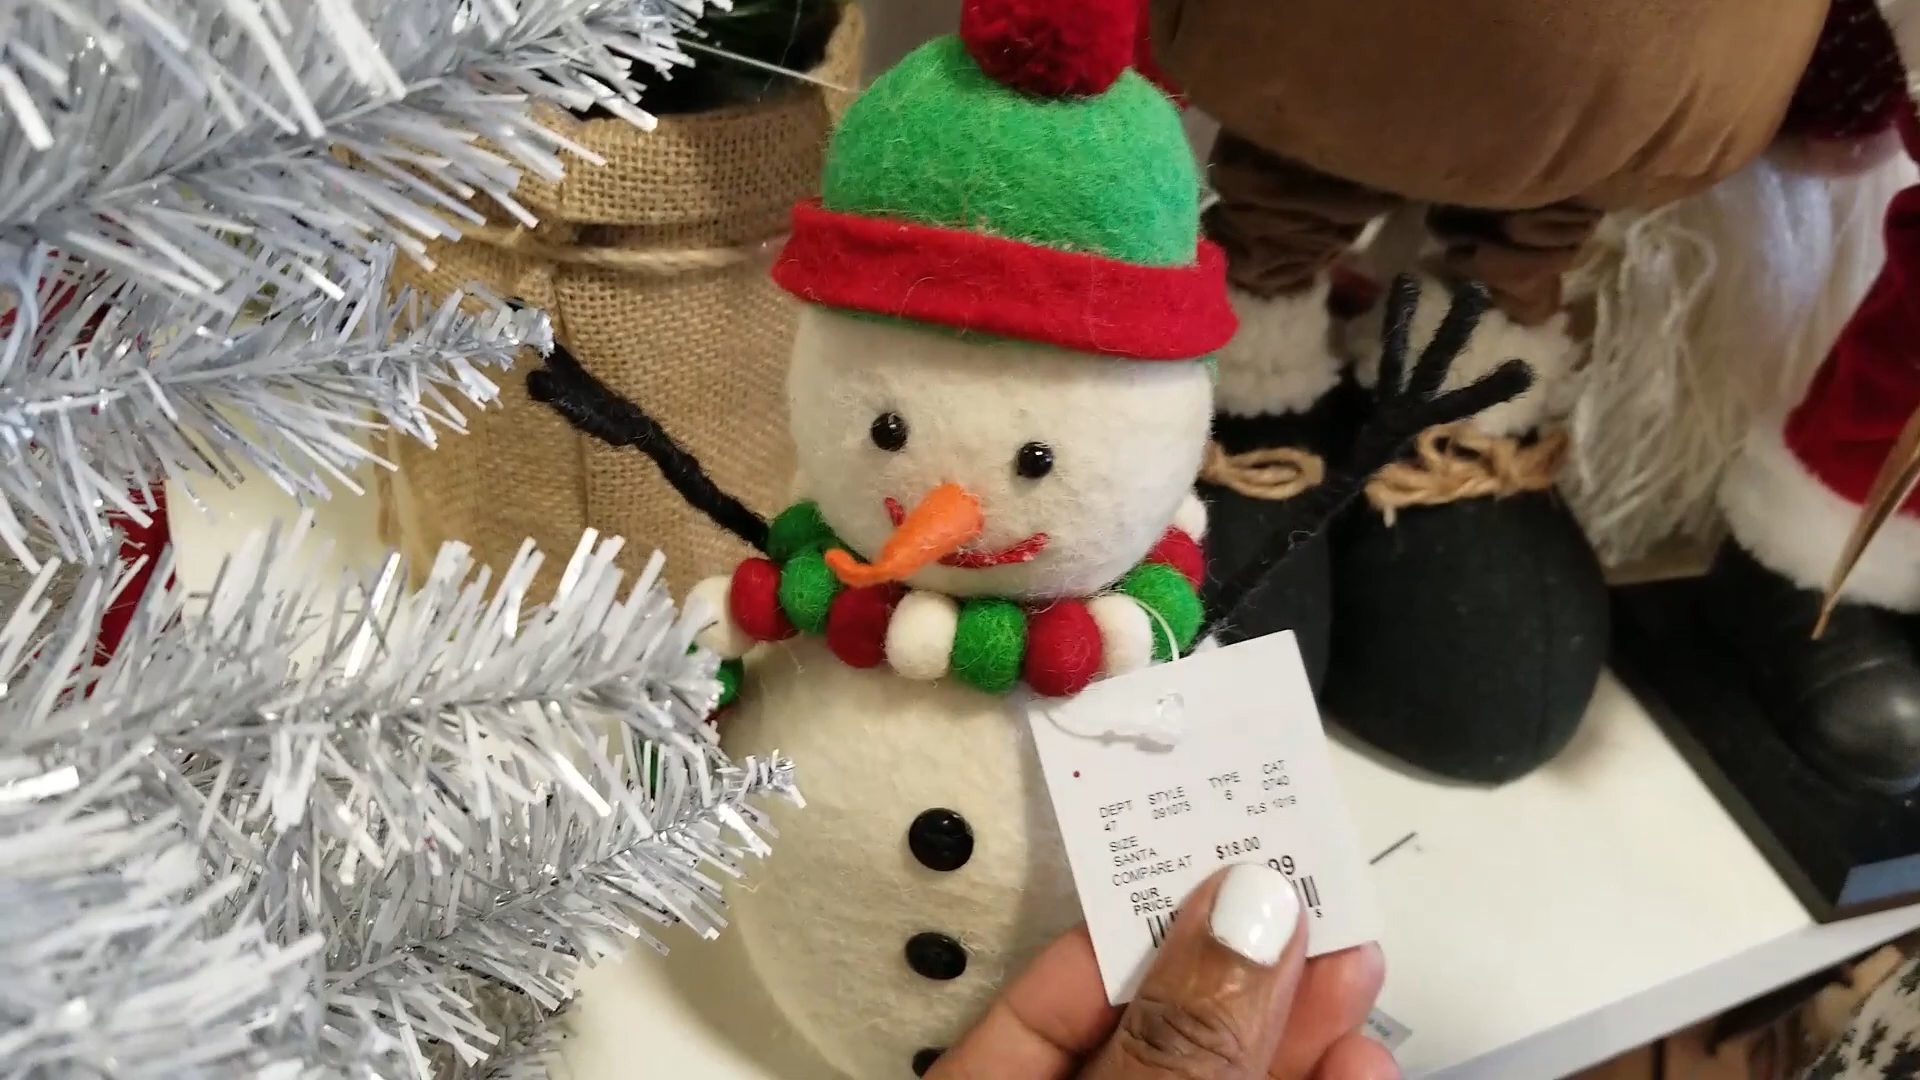 DEPT STYLE TYPE CAT
47 091075 6 0740
FLS 1019
SIZE
SANTA
COMPARE AT $18.00
OUR
PRICE 99